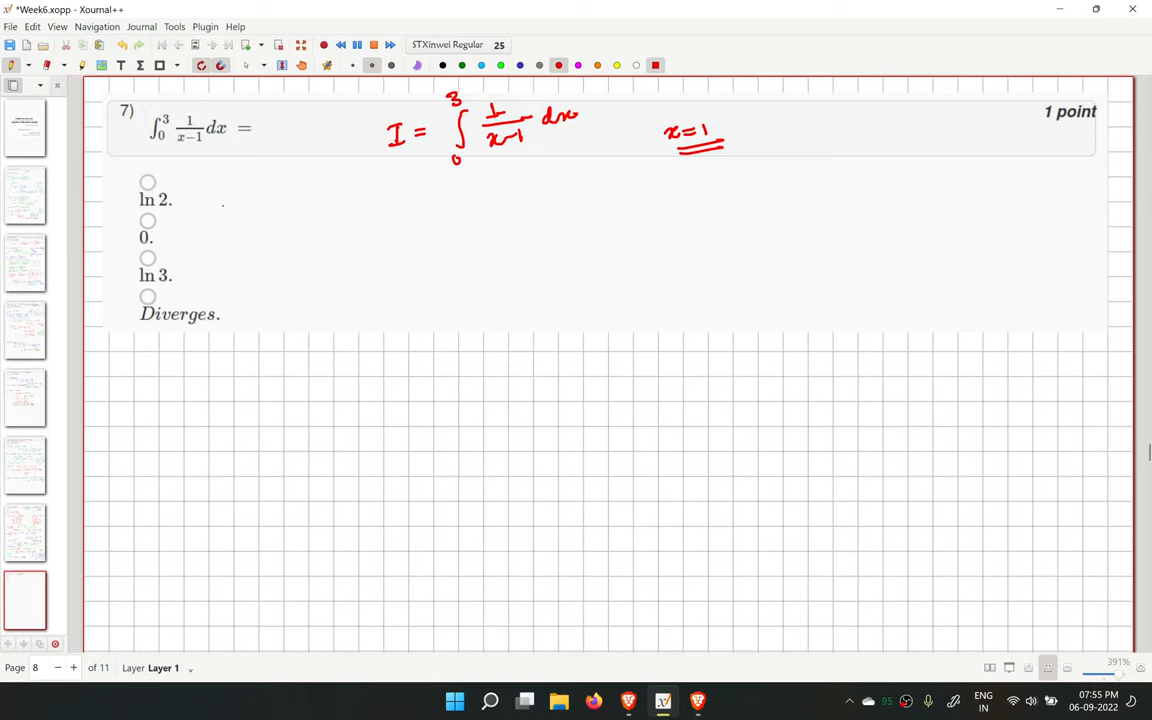 *Week6.xopp - Xournal++
File Edit View Navigation Journal Tools Plugin Help
STXinwei Regular 25
7) ∫₀³ 1/(x−1) dx =
I = ∫₀³ 1/(x−1) dx
x=1
1 point
ln 2.
0.
ln 3.
Diverges.
Page 8 of 11 Layer Layer 1
391%
95
ENG
IN
07:55 PM
06-09-2022